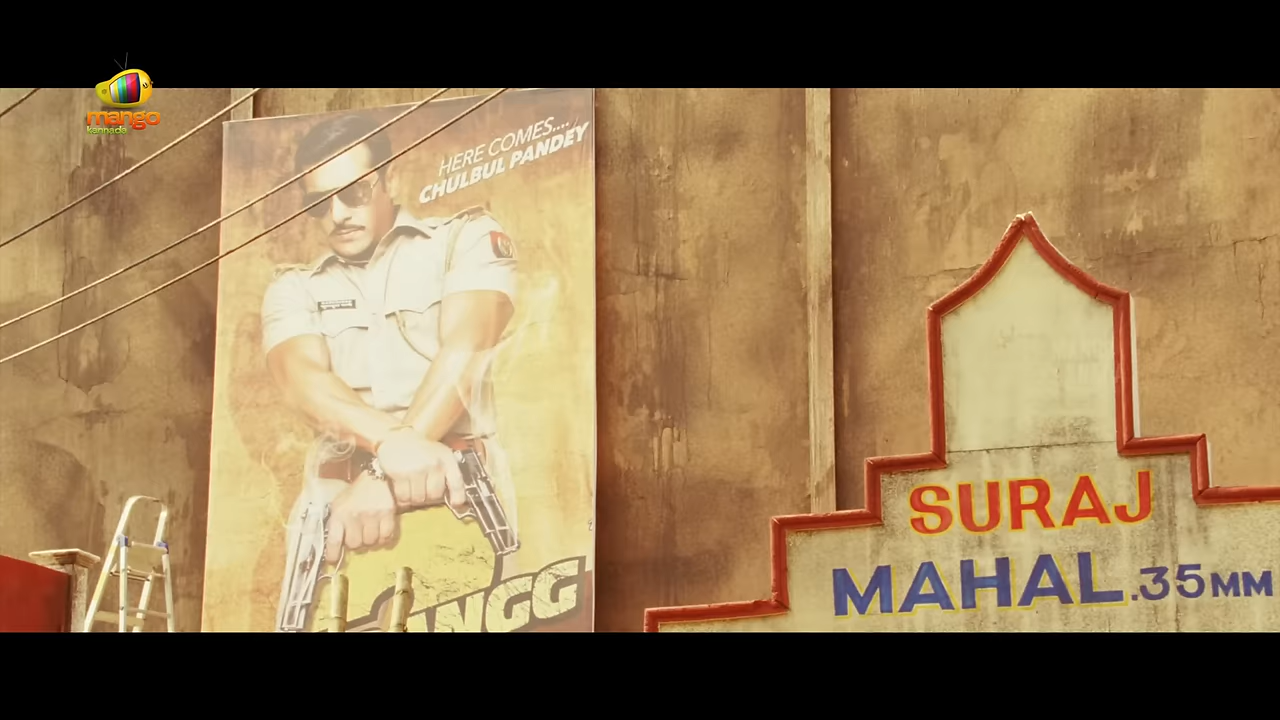 mango
kannada
HERE COMES....
CHULBUL PANDEY
SURAJ
MAHAL.35MM